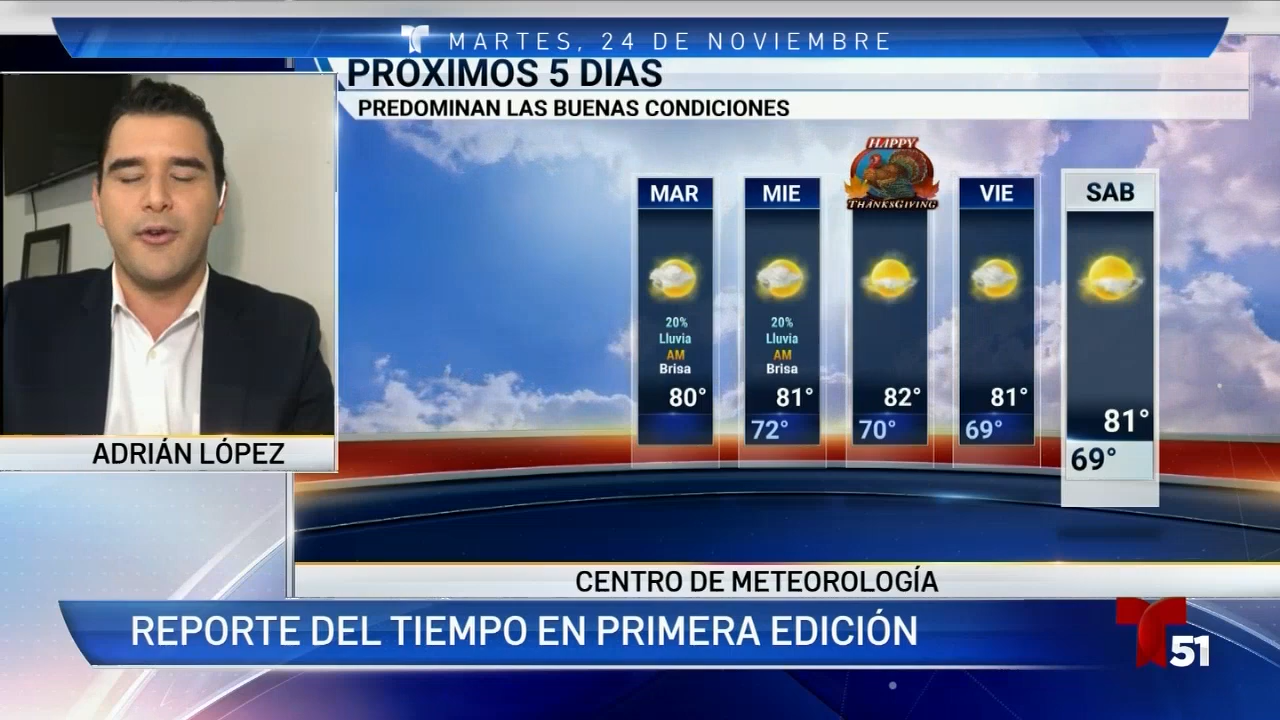 MARTES, 24 DE NOVIEMBRE
PRÓXIMOS 5 DIAS
PREDOMINAN LAS BUENAS CONDICIONES
HAPPY
THANKSGIVING
MAR
MIE
VIE
SAB
20%
Lluvia
AM
Brisa
20%
Lluvia
AM
Brisa
80°
81°
82°
81°
81°
72°
70°
69°
69°
ADRIÁN LÓPEZ
CENTRO DE METEOROLOGÍA
REPORTE DEL TIEMPO EN PRIMERA EDICIÓN
T 51